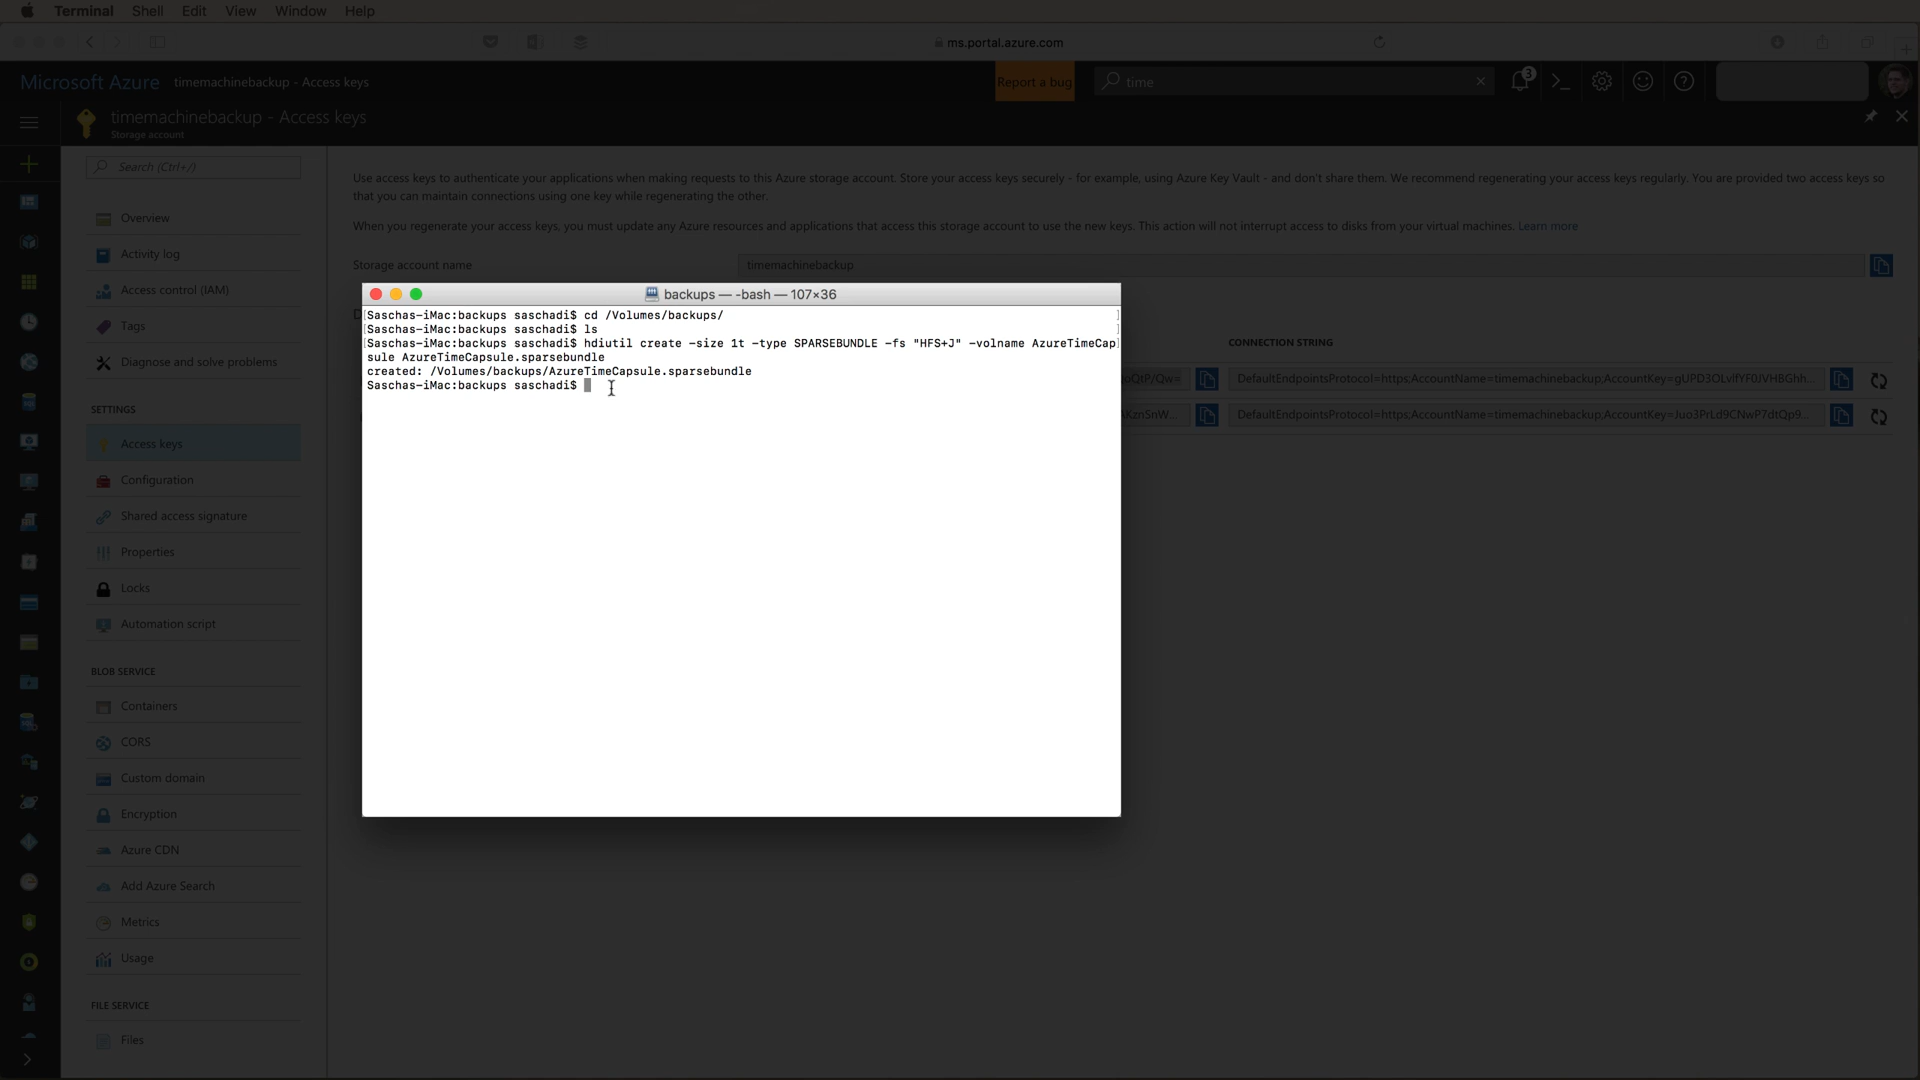 Terminal Shell Edit View Window Help
ms.portal.azure.com
Microsoft Azure timemachinebackup - Access keys Report a bug time 3
timemachinebackup - Access keys
Storage account
Search (Ctrl+/)
Overview
Activity log
Access control (IAM)
Tags
Diagnose and solve problems
SETTINGS
Access keys
Configuration
Shared access signature
Properties
Locks
Automation script
BLOB SERVICE
Containers
CORS
Custom domain
Encryption
Azure CDN
Add Azure Search
Metrics
Usage
FILE SERVICE
Files
Use access keys to authenticate your applications when making requests to this Azure storage account. Store your access keys securely - for example, using Azure Key Vault - and don't share them. We recommend regenerating your access keys regularly. You are provided two access keys so
that you can maintain connections using one key while regenerating the other.
When you regenerate your access keys, you must update any Azure resources and applications that access this storage account to use the new keys. This action will not interrupt access to disks from your virtual machines. Learn more
Storage account name timemachinebackup
backups — -bash — 107×36
Saschas-iMac:backups saschadi$ cd /Volumes/backups/
Saschas-iMac:backups saschadi$ ls
Saschas-iMac:backups saschadi$ hdiutil create -size 1t -type SPARSEBUNDLE -fs "HFS+J" -volname AzureTimeCap
sule AzureTimeCapsule.sparsebundle
created: /Volumes/backups/AzureTimeCapsule.sparsebundle
Saschas-iMac:backups saschadi$
CONNECTION STRING
DefaultEndpointsProtocol=https;AccountName=timemachinebackup;AccountKey=
DefaultEndpointsProtocol=https;AccountName=timemachinebackup;AccountKey=